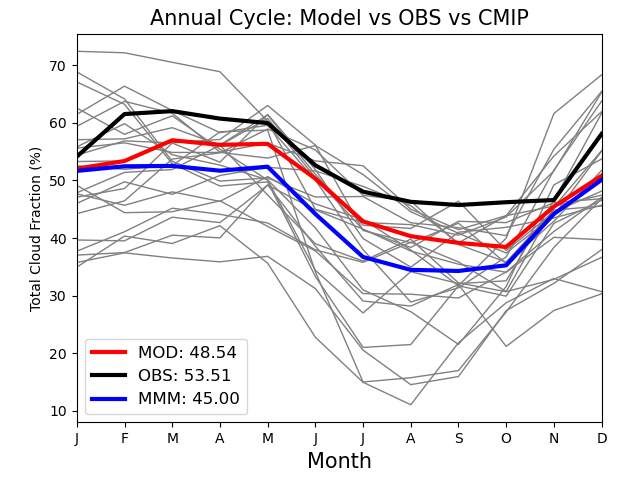 Annual Cycle: Model vs OBS vs CMIP
Total Cloud Fraction (%)
70
60
50
40
30
20
10
MOD: 48.54
OBS: 53.51
MMM: 45.00
J F M A M J J A S O N D
Month